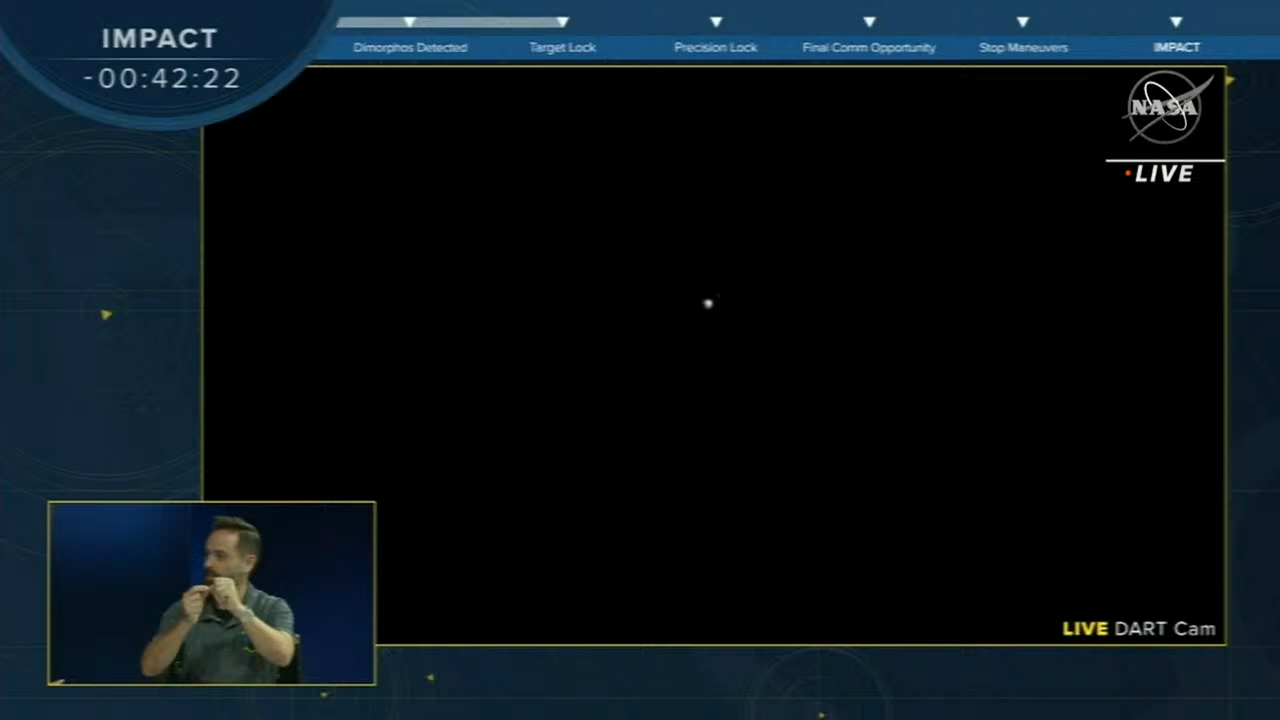 IMPACT
-00:42:22
Dimorphos Detected
Target Lock
Precision Lock
Final Comm Opportunity
Stop Maneuvers
IMPACT
NASA
LIVE
LIVE DART Cam